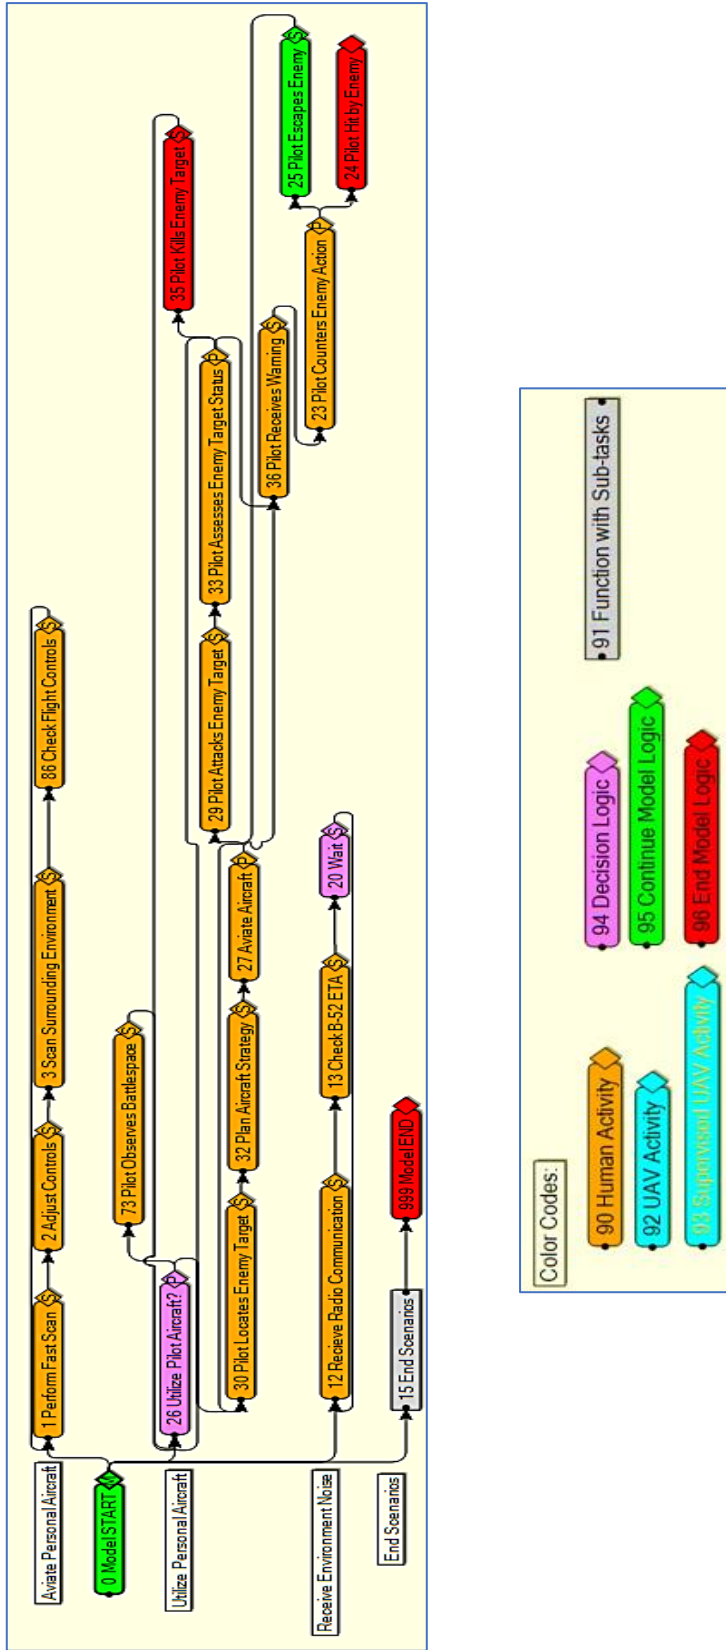 Aviate Personal Aircraft
1 Perform Fast Scan S
2 Adjust Controls S
3 Scan Surrounding Environment S
86 Check Flight Controls S
0 Model START M
Utilize Personal Aircraft
73 Pilot Observes Battlespace S
26 Utilize Pilot Aircraft? P
35 Pilot Kills Enemy Target S
30 Pilot Locates Enemy Target S
32 Plan Aircraft Strategy S
27 Aviate Aircraft P
29 Pilot Attacks Enemy Target S
33 Pilot Assesses Enemy Target Status P
36 Pilot Receives Warning S
23 Pilot Counters Enemy Action P
25 Pilot Escapes Enemy S
24 Pilot Hit by Enemy
Receive Environment Noise
12 Recieve Radio Communication S
13 Check B-52 ETA S
20 Wait S
End Scenarios
15 End Scenarios
999 Model END
Color Codes:
90 Human Activity
94 Decision Logic
91 Function with Sub-tasks
92 UAV Activity
95 Continue Model Logic
93 Supervised UAV Activity
96 End Model Logic